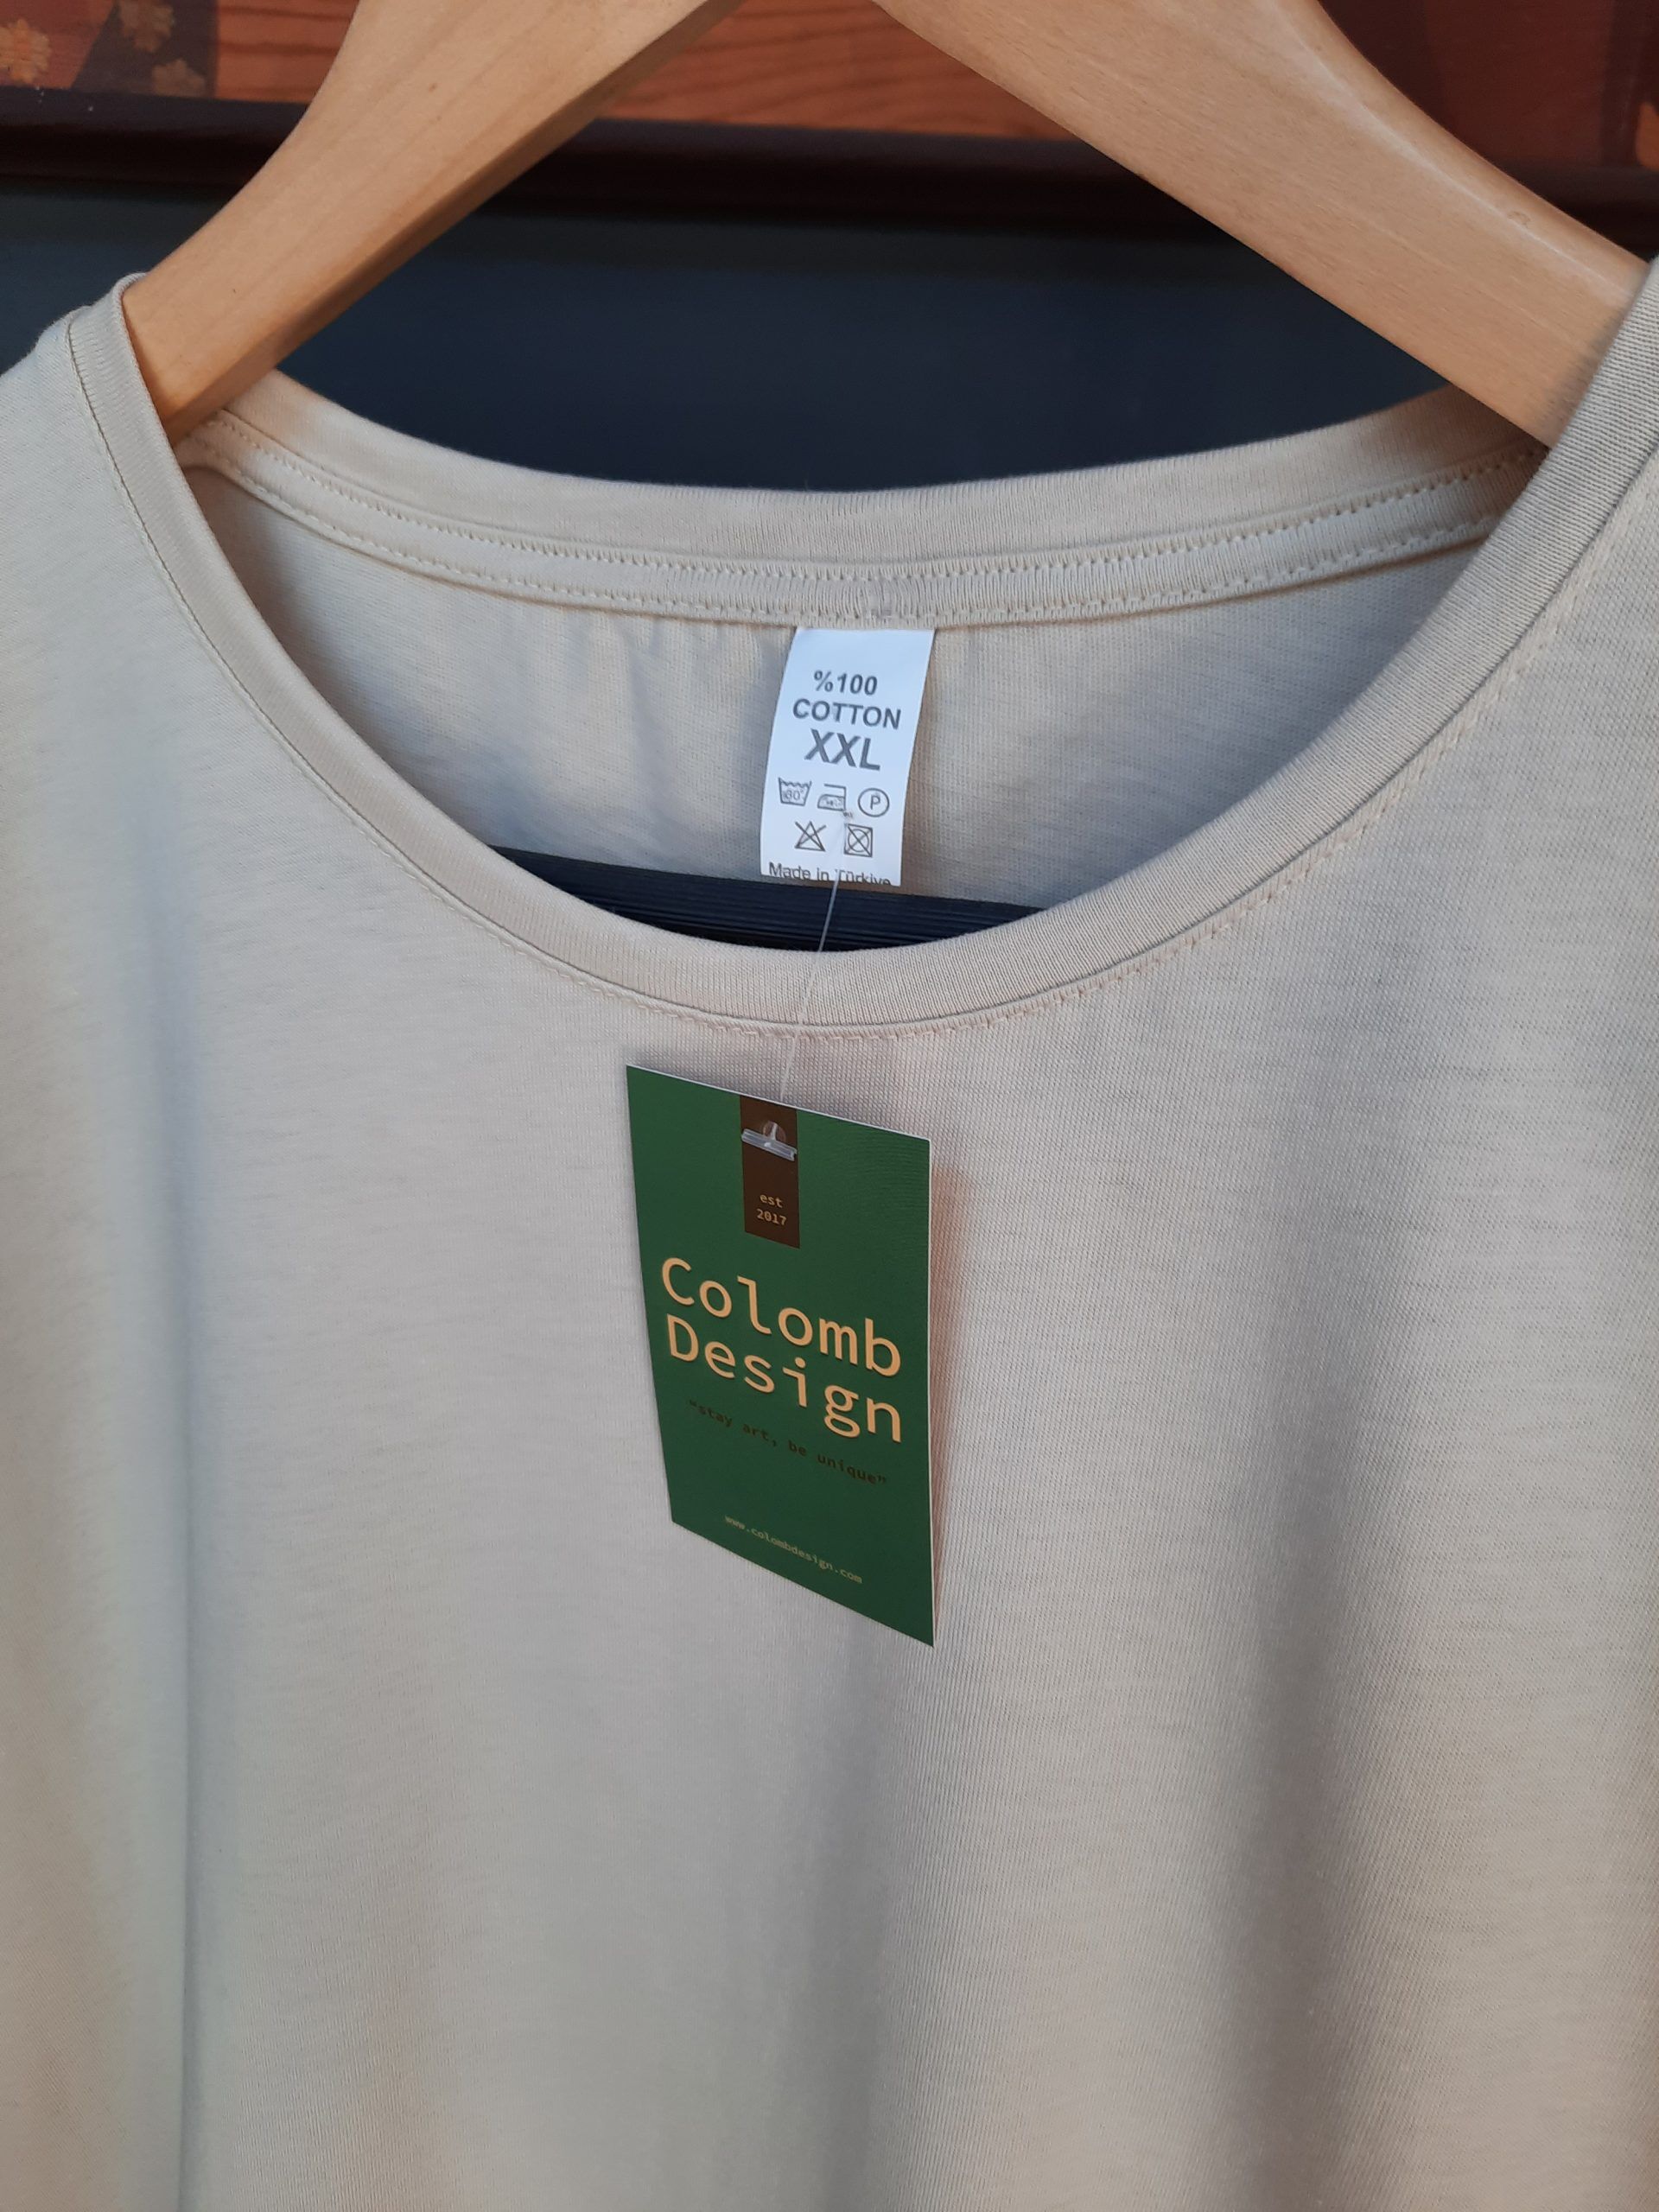 %100
COTTON
XXL
P
Made in Türkiye
est
2017
Colomb
Design
"stay art, be unique"
www.colombdesign.com